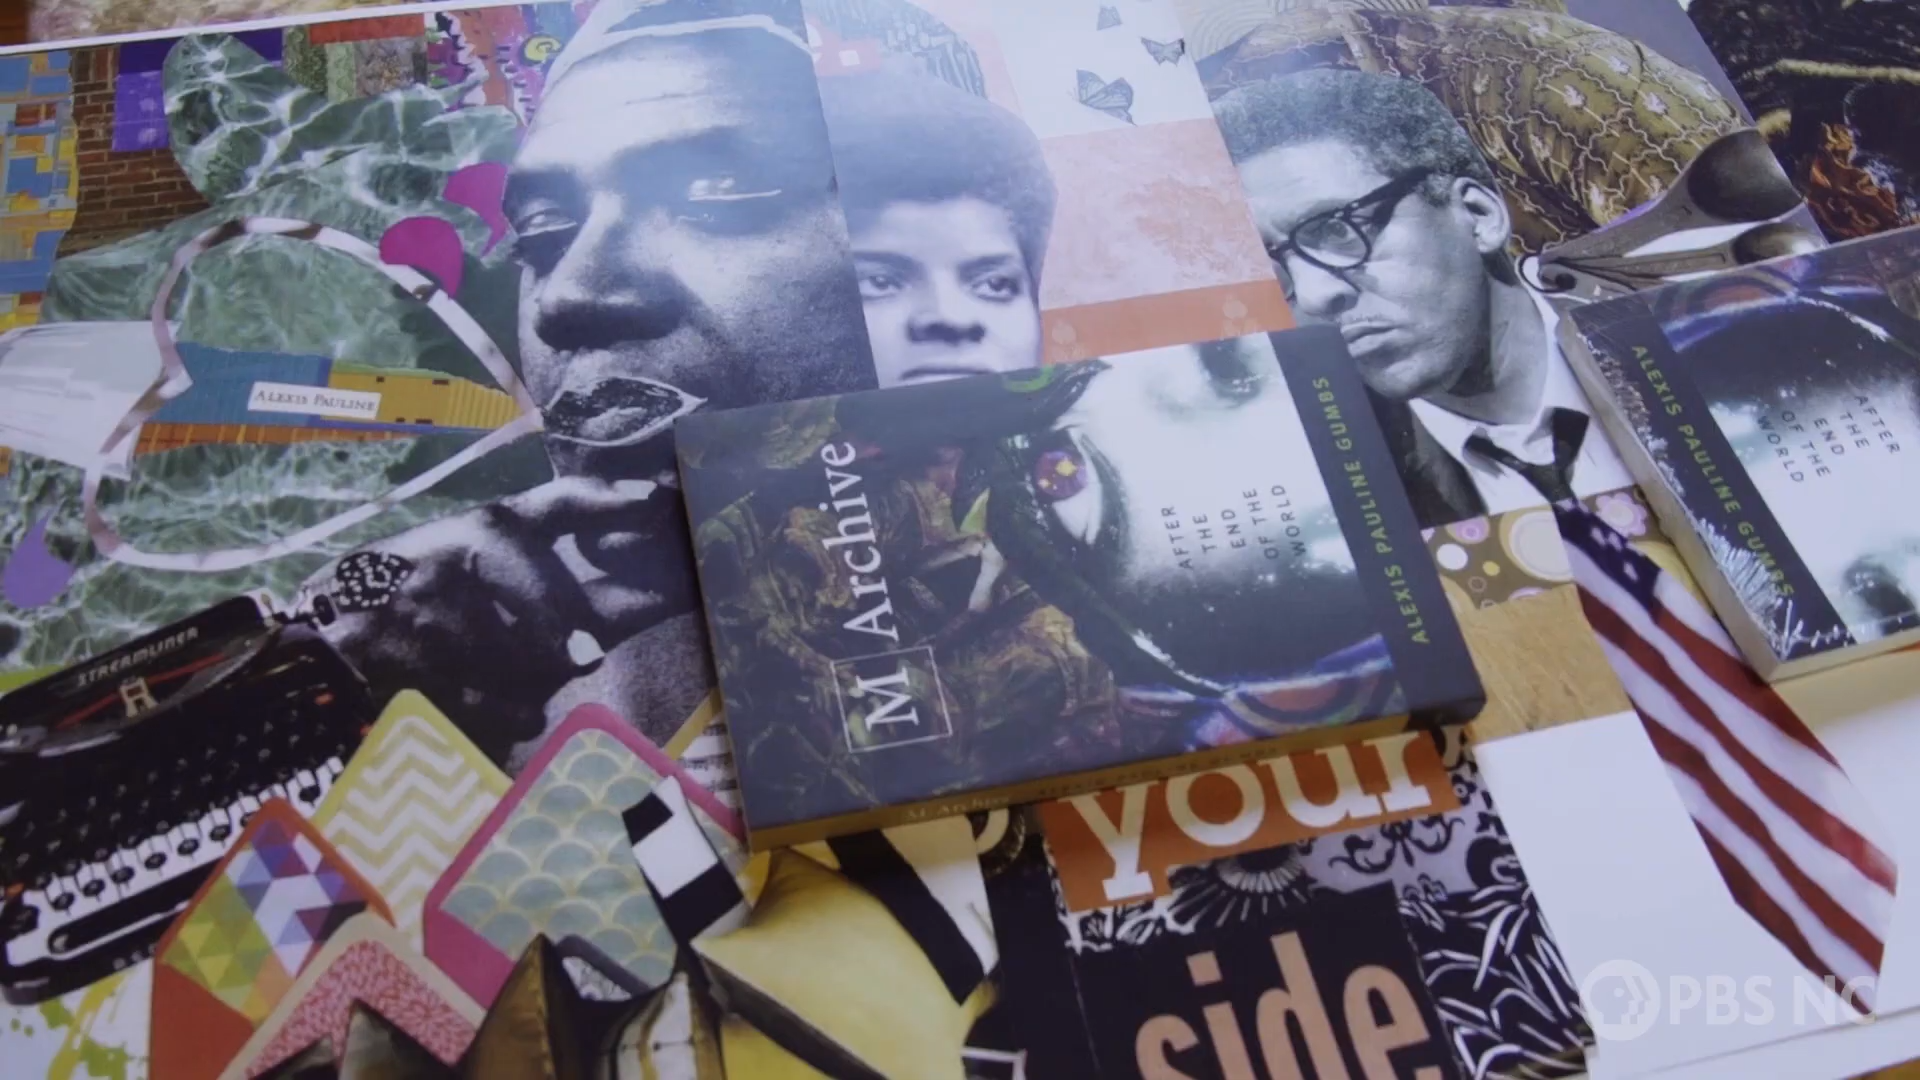 ALEXIS PAULINE
STREAMLINER
M Archive
AFTER
THE
END
OF THE
WORLD
ALEXIS PAULINE GUMBS
M Archive
ALEXIS PAULINE GUMBS
AFTER
THE
END
OF THE
WORLD
your
side
PBS NC